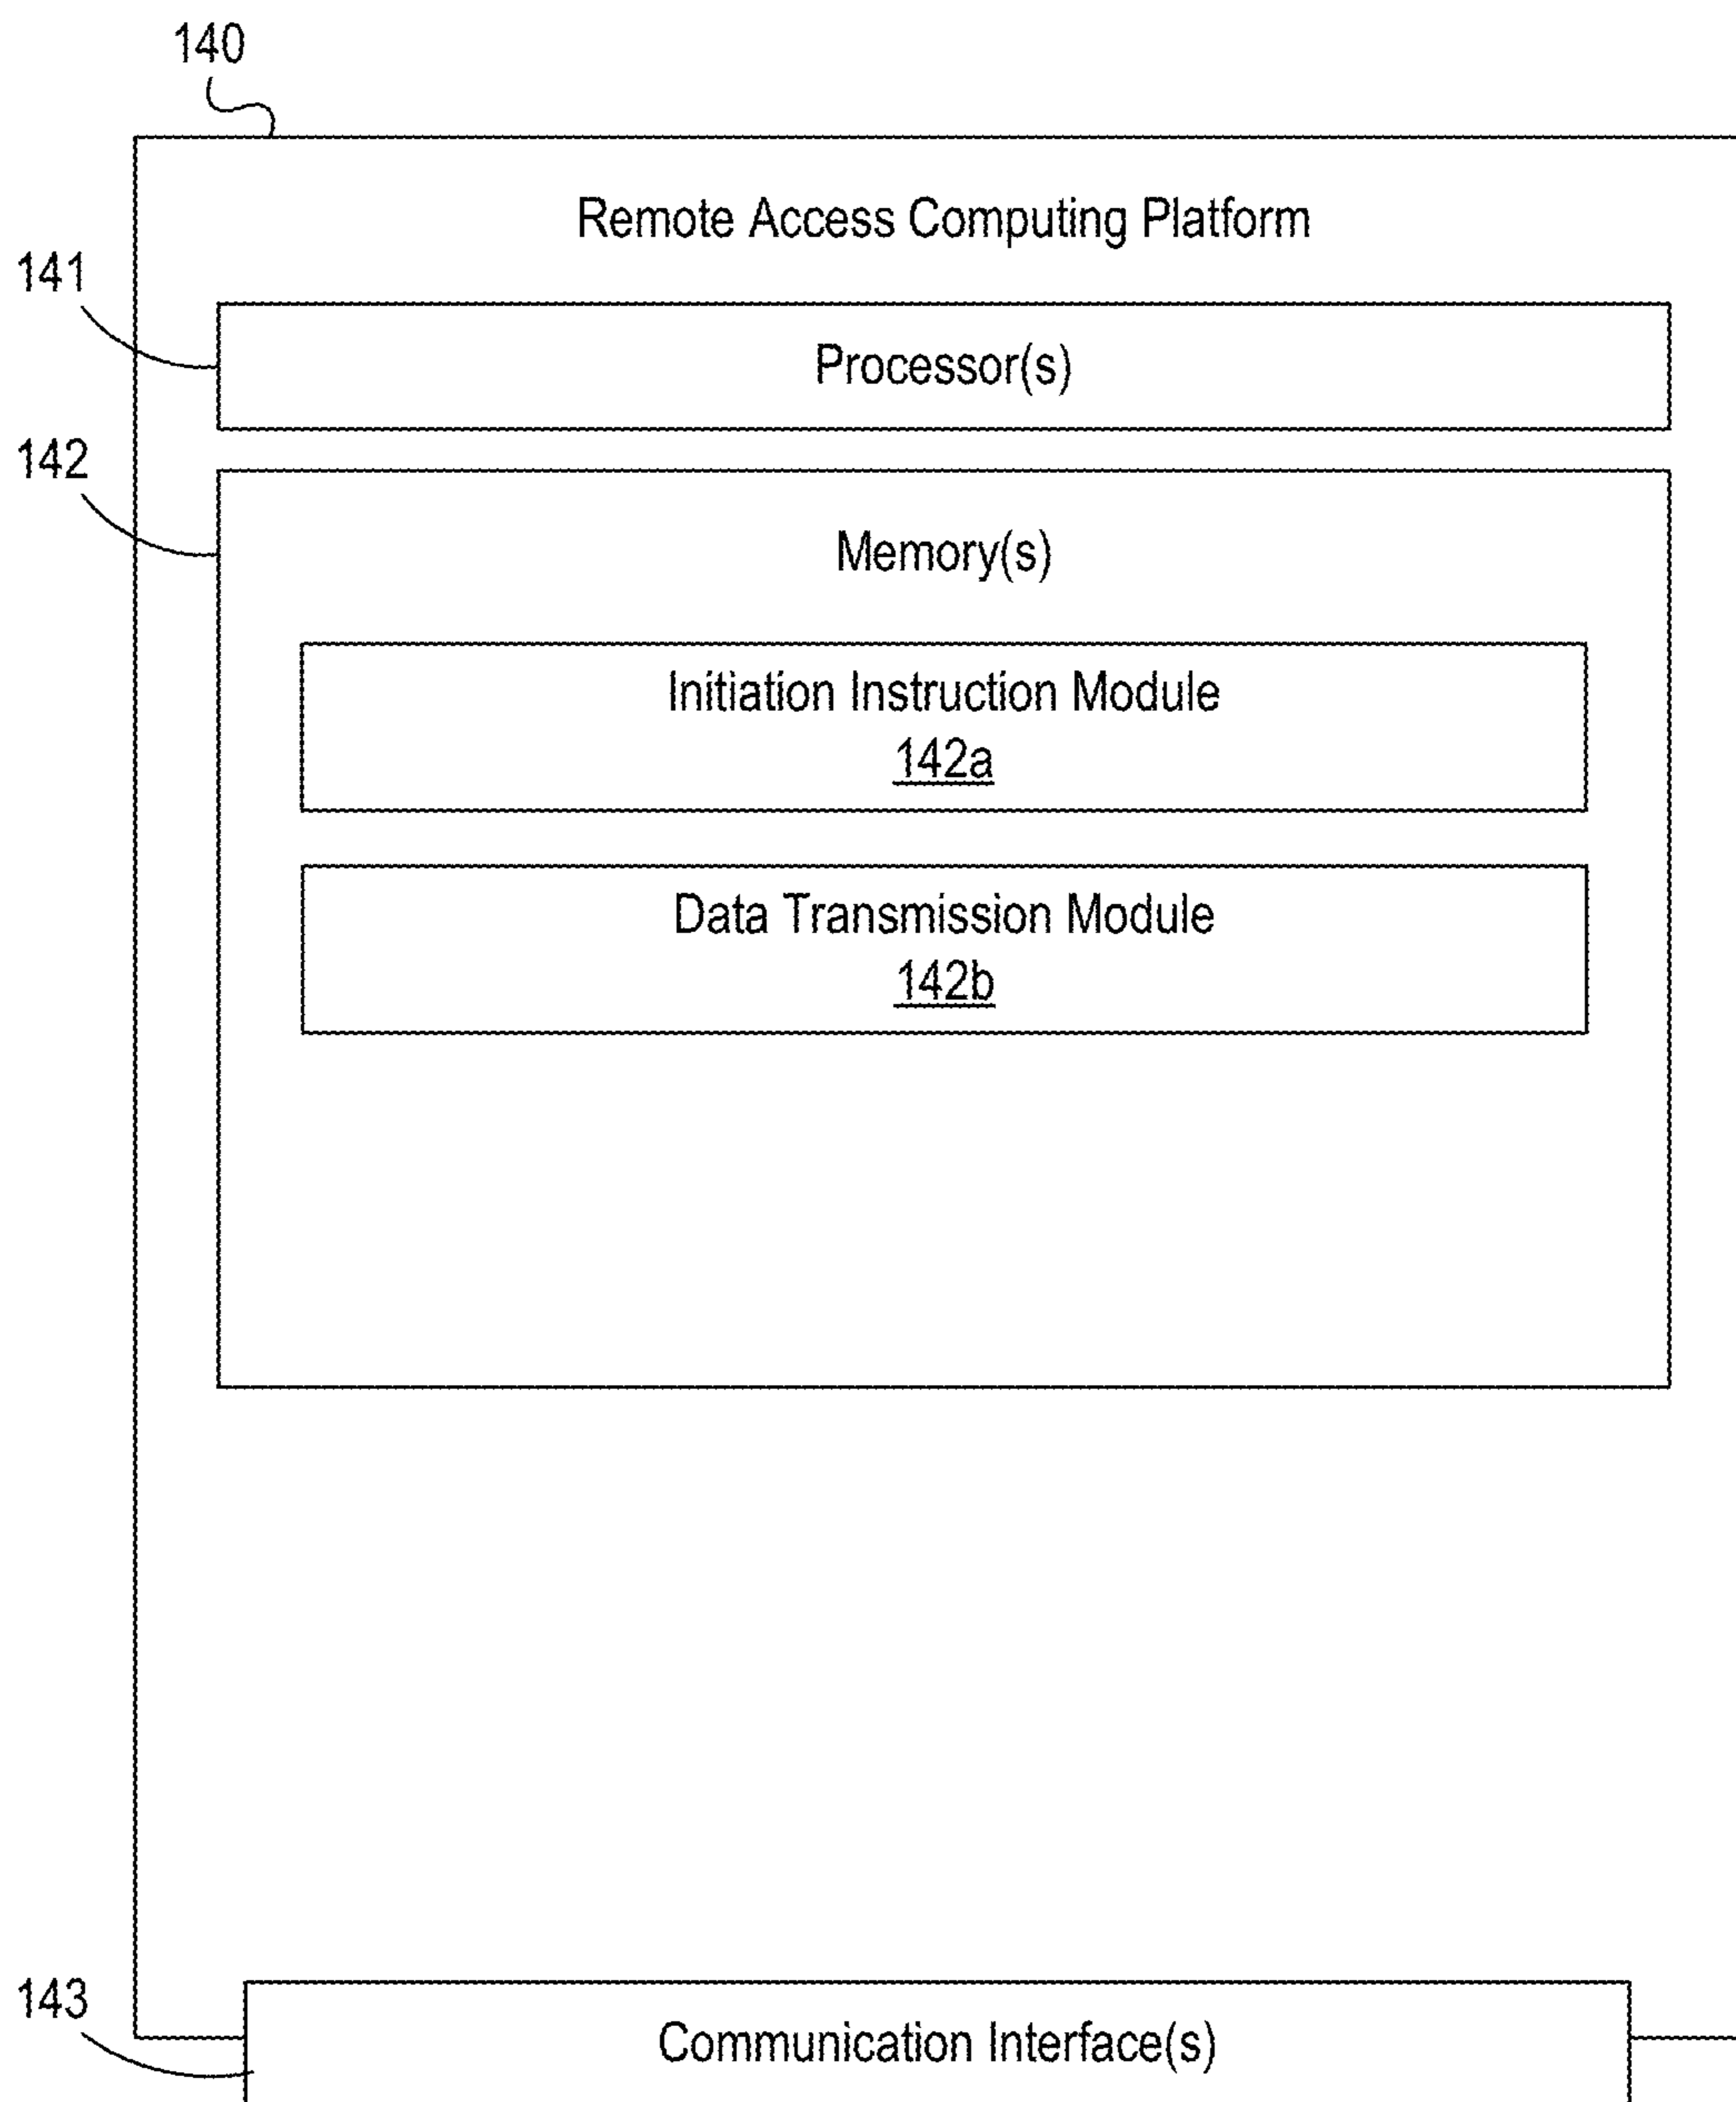 140
Remote Access Computing Platform
141
Processor(s)
142
Memory(s)
Initiation Instruction Module
142a
Data Transmission Module
142b
143
Communication Interface(s)